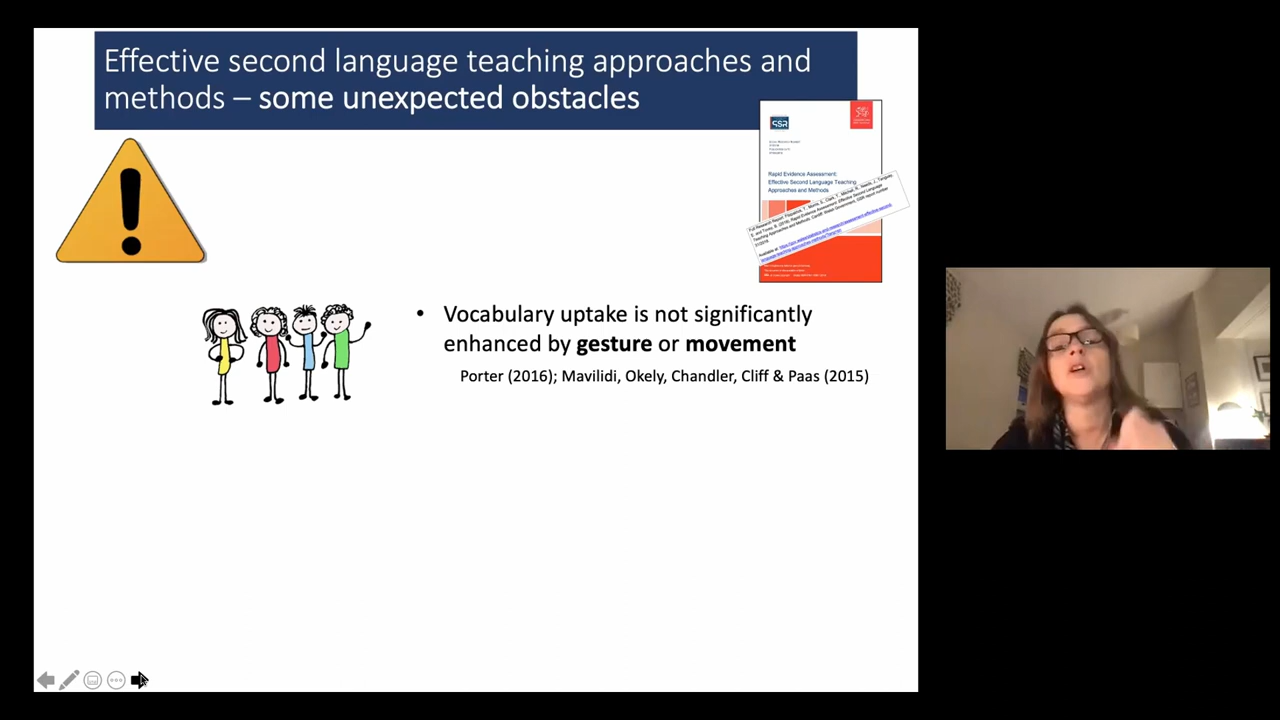 Effective second language teaching approaches and
methods – some unexpected obstacles
GSR
Rapid Evidence Assessment:
Effective Second Language Teaching
Approaches and Methods
• Vocabulary uptake is not significantly
enhanced by gesture or movement
Porter (2016); Mavilidi, Okely, Chandler, Cliff & Paas (2015)